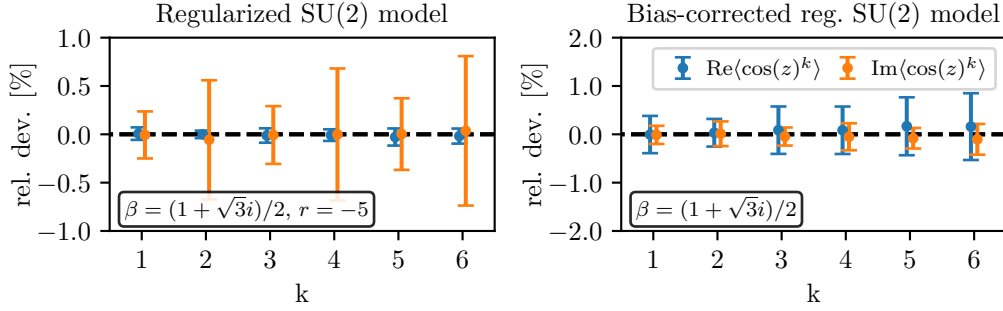 Regularized SU(2) model
rel. dev. [%]
1.0
0.5
0.0
−0.5
−1.0
β = (1 + √3i)/2, r = −5
1 2 3 4 5 6
k
Bias-corrected reg. SU(2) model
rel. dev. [%]
2.0
1.0
0.0
−1.0
−2.0
Re⟨cos(z)ᵏ⟩ Im⟨cos(z)ᵏ⟩
β = (1 + √3i)/2
1 2 3 4 5 6
k